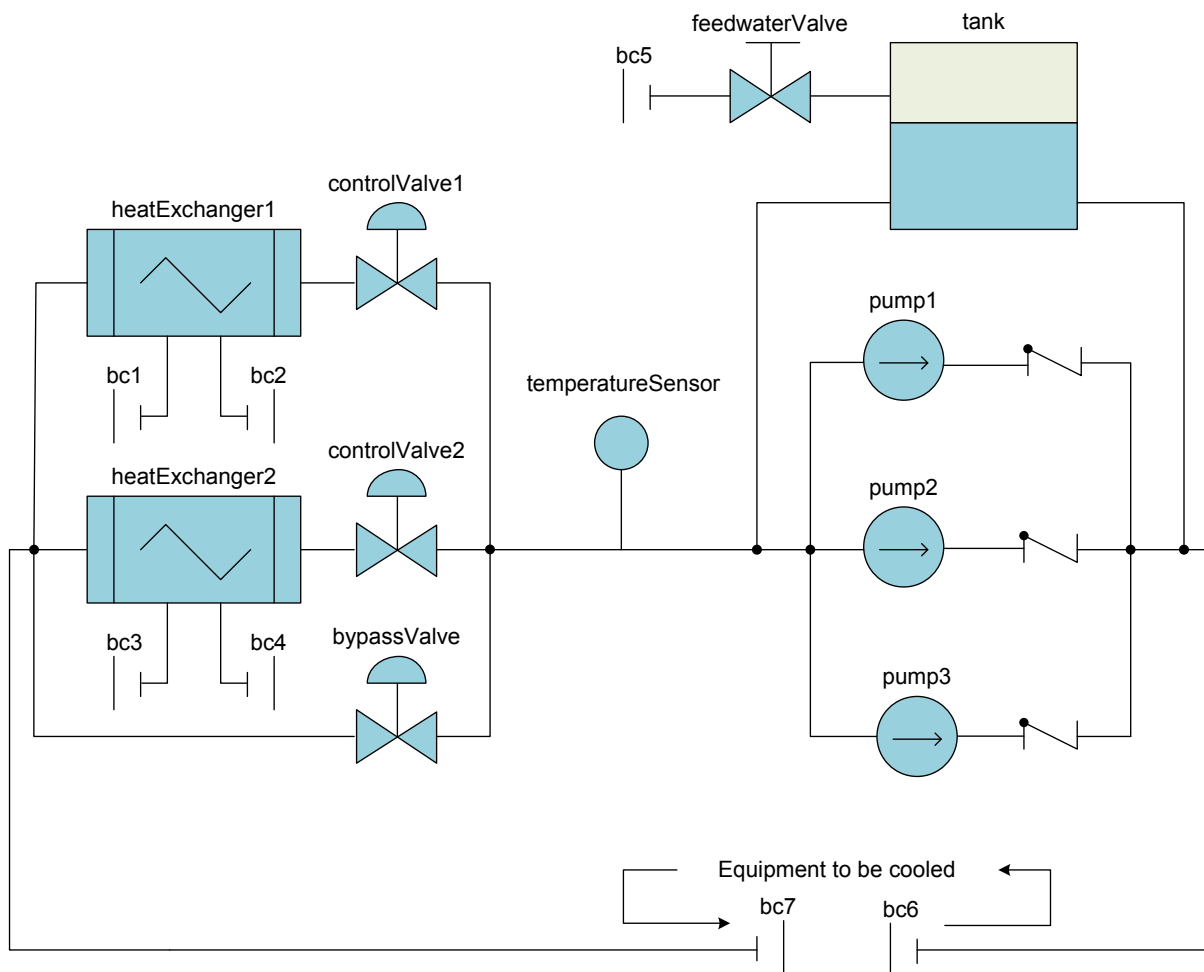 feedwaterValve
tank
bc5
controlValve1
heatExchanger1
pump1
bc1
bc2
temperatureSensor
controlValve2
heatExchanger2
pump2
bc3
bc4
bypassValve
pump3
Equipment to be cooled
bc7
bc6